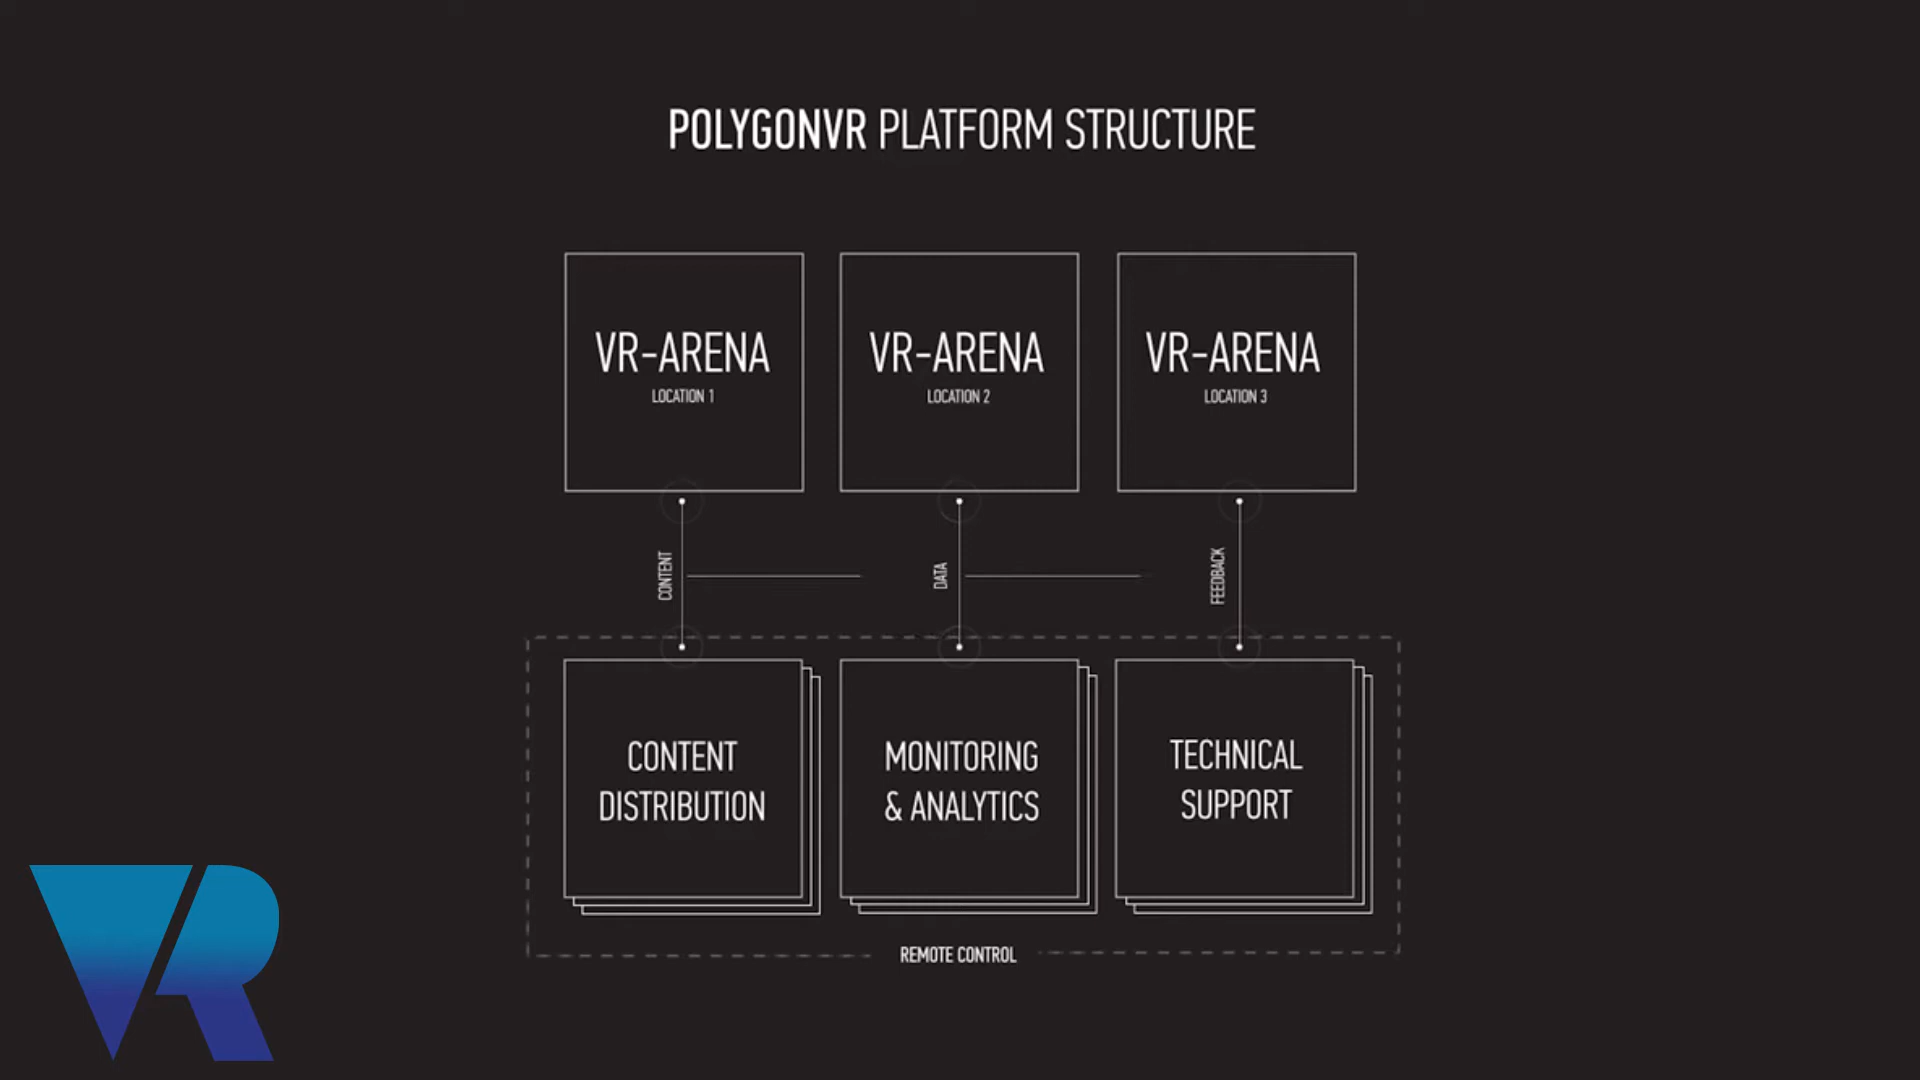 POLYGONVR PLATFORM STRUCTURE
VR-ARENA
LOCATION 1
VR-ARENA
LOCATION 2
VR-ARENA
LOCATION 3
CONTENT
DATA
FEEDBACK
CONTENT
DISTRIBUTION
MONITORING
& ANALYTICS
TECHNICAL
SUPPORT
REMOTE CONTROL
VR